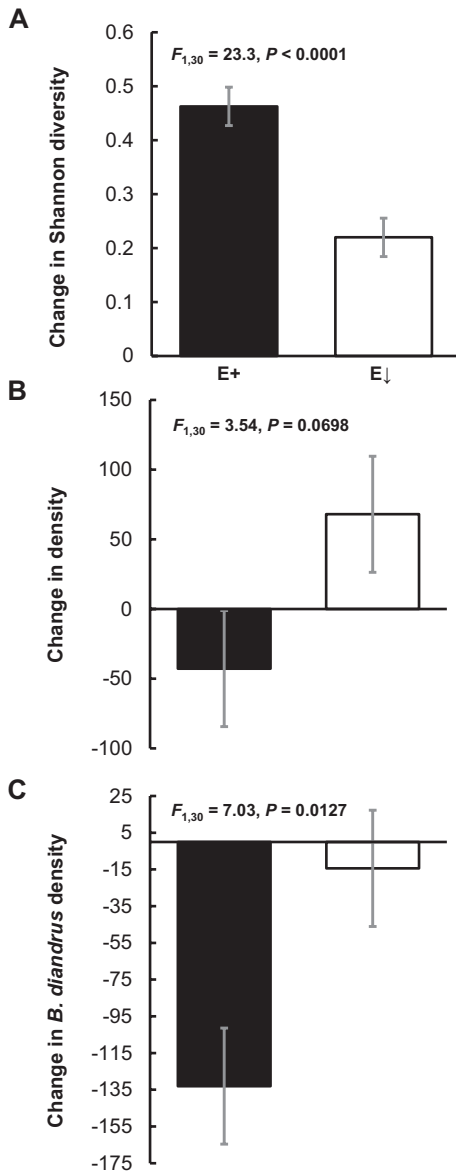 A
Change in Shannon diversity
F1,30 = 23.3, P < 0.0001
0.6
0.5
0.4
0.3
0.2
0.1
0
E+ E↓
B
Change in density
F1,30 = 3.54, P = 0.0698
150
100
50
0
-50
-100
C
Change in B. diandrus density
F1,30 = 7.03, P = 0.0127
25
5
-15
-35
-55
-75
-95
-115
-135
-155
-175